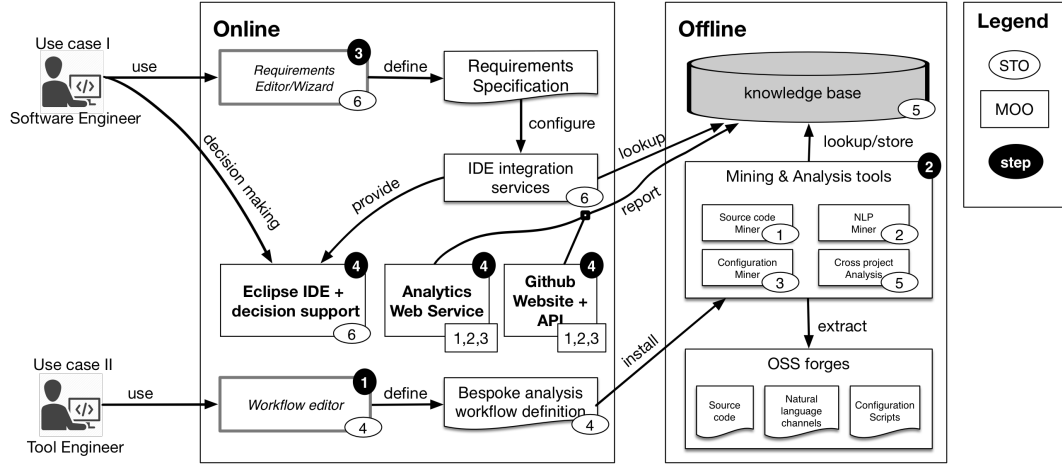 Online
Offline
Legend
STO
MOO
step
Use case I
</>
Software Engineer
use
3
Requirements
Editor/Wizard
6
define
Requirements
Specification
configure
IDE integration
services
6
provide
decision making
lookup
report
knowledge base
5
lookup/store
2
Mining & Analysis tools
Source code
Miner
1
NLP
Miner
2
Configuration
Miner
3
Cross project
Analysis
5
4
Eclipse IDE +
decision support
6
4
Analytics
Web Service
1,2,3
4
Github
Website +
API
1,2,3
install
extract
OSS forges
Source
code
Natural
language
channels
Configuration
Scripts
Use case II
</>
Tool Engineer
use
1
Workflow editor
4
define
Bespoke analysis
workflow definition
4